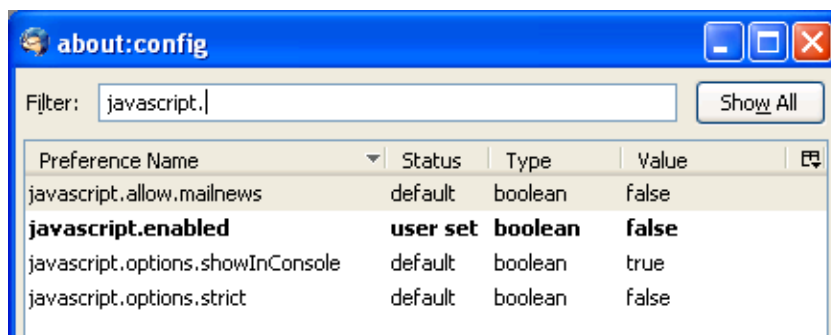 about:config
Filter: javascript. Show All
Preference Name Status Type Value
javascript.allow.mailnews default boolean false
javascript.enabled user set boolean false
javascript.options.showInConsole default boolean true
javascript.options.strict default boolean false